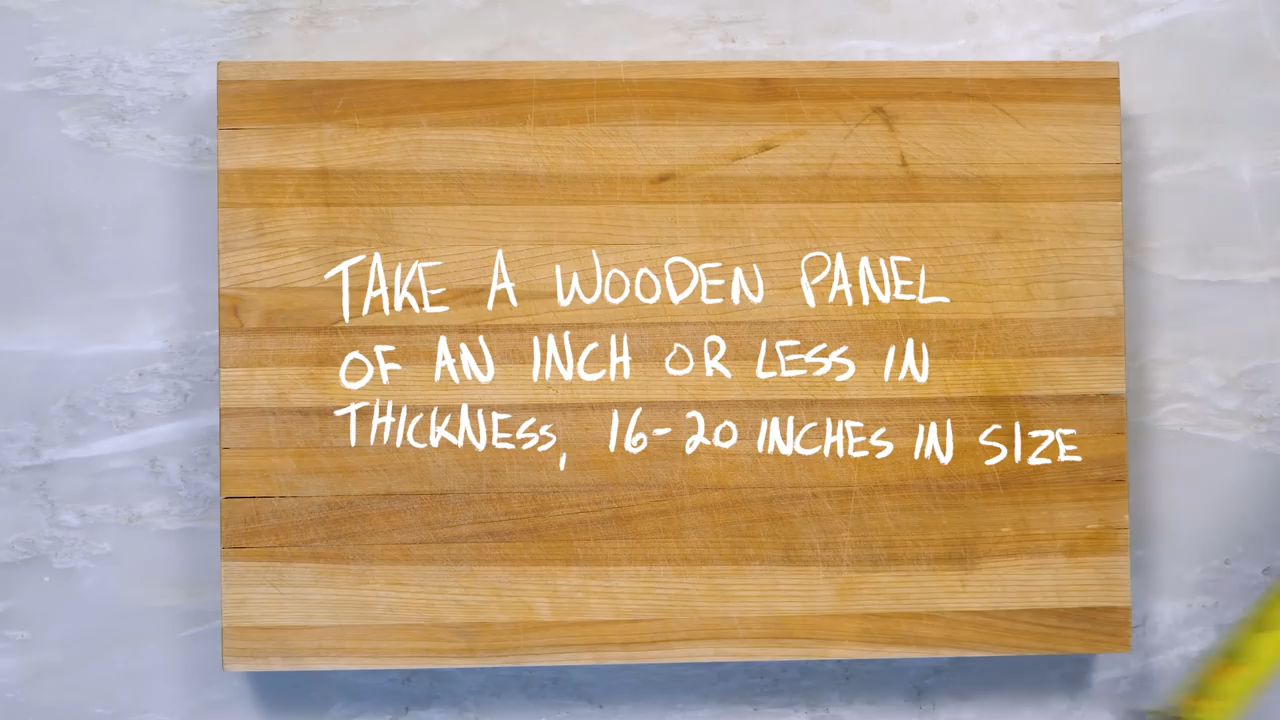 TAKE A WOODEN PANEL
OF AN INCH OR LESS IN
THICKNESS, 16-20 INCHES IN SIZE